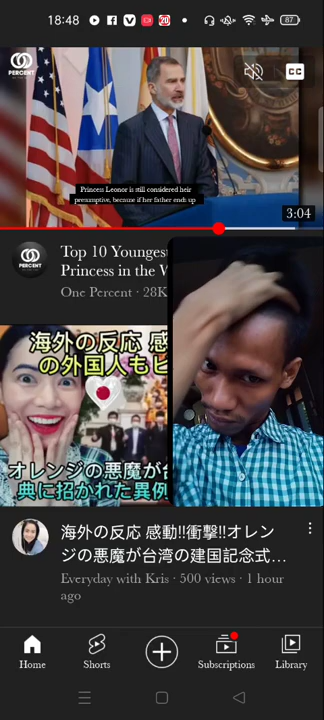 18:48
20
87
PERCENT
CC
Princess Leonor is still considered heir
presumptive, because if her father ends up
3:04
Top 10 Youngest
Princess in the W
One Percent · 28K
海外の反応 感
の外国人もビ
オレンジの悪魔が台
典に招かれた異例
海外の反応 感動!!衝撃!!オレン
ジの悪魔が台湾の建国記念式...
Everyday with Kris · 500 views · 1 hour
ago
Home
Shorts
Subscriptions
Library